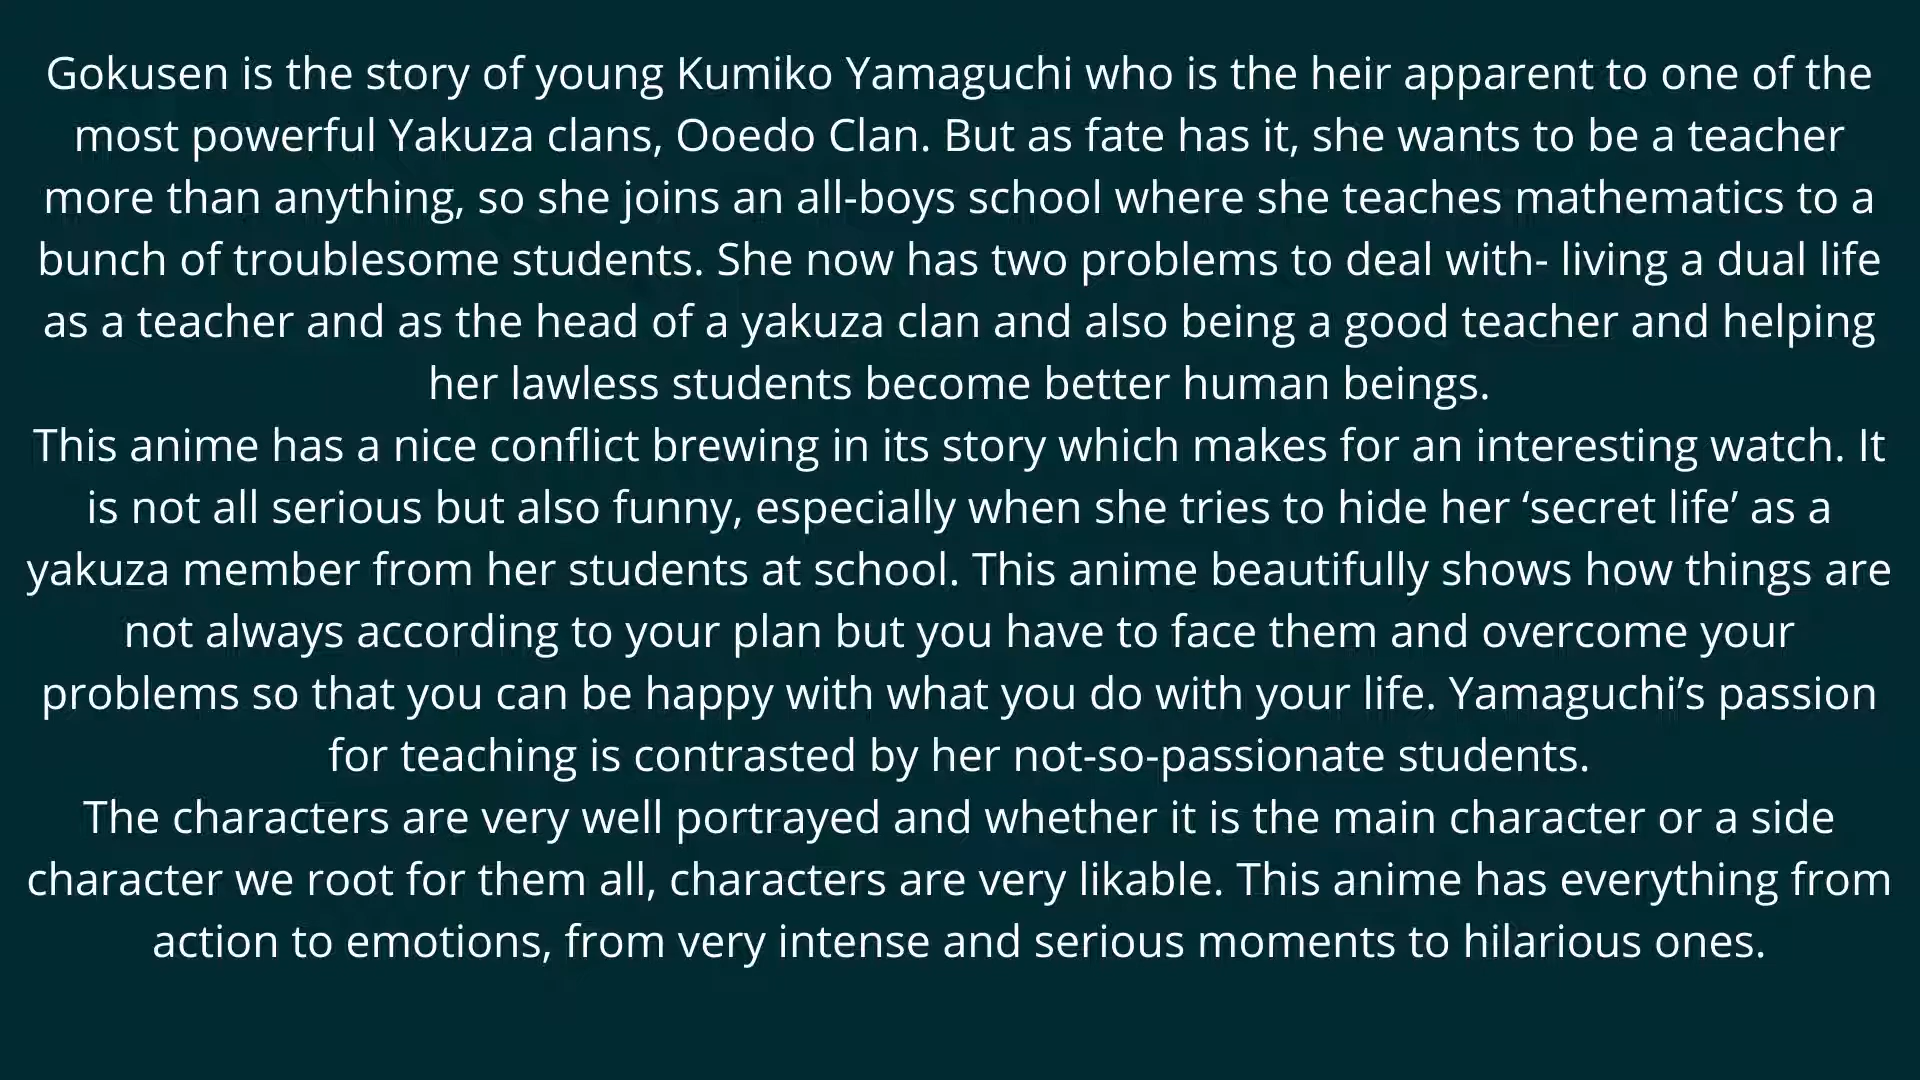 Gokusen is the story of young Kumiko Yamaguchi who is the heir apparent to one of the
most powerful Yakuza clans, Ooedo Clan. But as fate has it, she wants to be a teacher
more than anything, so she joins an all-boys school where she teaches mathematics to a
bunch of troublesome students. She now has two problems to deal with- living a dual life
as a teacher and as the head of a yakuza clan and also being a good teacher and helping
her lawless students become better human beings.
This anime has a nice conflict brewing in its story which makes for an interesting watch. It
is not all serious but also funny, especially when she tries to hide her ‘secret life’ as a
yakuza member from her students at school. This anime beautifully shows how things are
not always according to your plan but you have to face them and overcome your
problems so that you can be happy with what you do with your life. Yamaguchi’s passion
for teaching is contrasted by her not-so-passionate students.
The characters are very well portrayed and whether it is the main character or a side
character we root for them all, characters are very likable. This anime has everything from
action to emotions, from very intense and serious moments to hilarious ones.